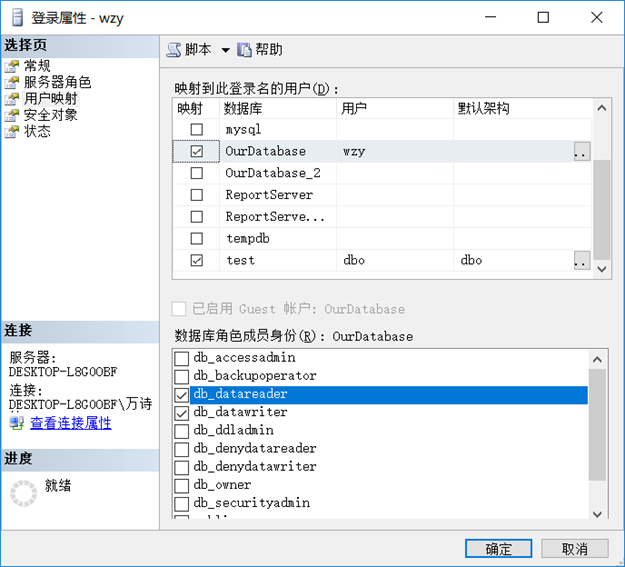 登录属性 - wzy
选择页
常规
服务器角色
用户映射
安全对象
状态
连接
服务器:
DESKTOP-L8G00BF
连接:
DESKTOP-L8G00BF\万诗
查看连接属性
进度
就绪
脚本 帮助
映射到此登录名的用户(D):
映射 数据库 用户 默认架构
mysql
OurDatabase wzy ..
OurDatabase_2
ReportServer
ReportServe...
tempdb
test dbo dbo ..
已启用 Guest 帐户: OurDatabase
数据库角色成员身份(R): OurDatabase
db_accessadmin
db_backupoperator
db_datareader
db_datawriter
db_ddladmin
db_denydatareader
db_denydatawriter
db_owner
db_securityadmin
确定 取消